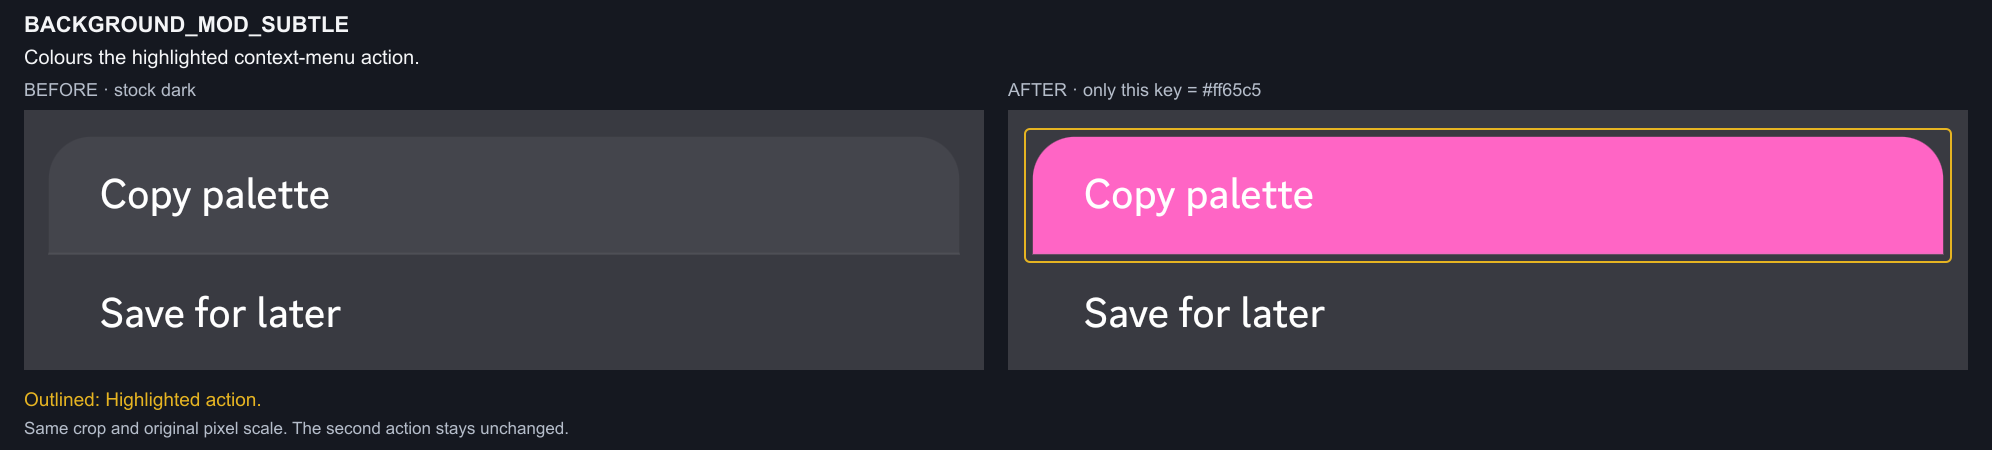 BACKGROUND_MOD_SUBTLE
Colours the highlighted context-menu action.
BEFORE · stock dark
AFTER · only this key = #ff65c5
Copy palette
Save for later
Copy palette
Save for later
Outlined: Highlighted action.
Same crop and original pixel scale. The second action stays unchanged.